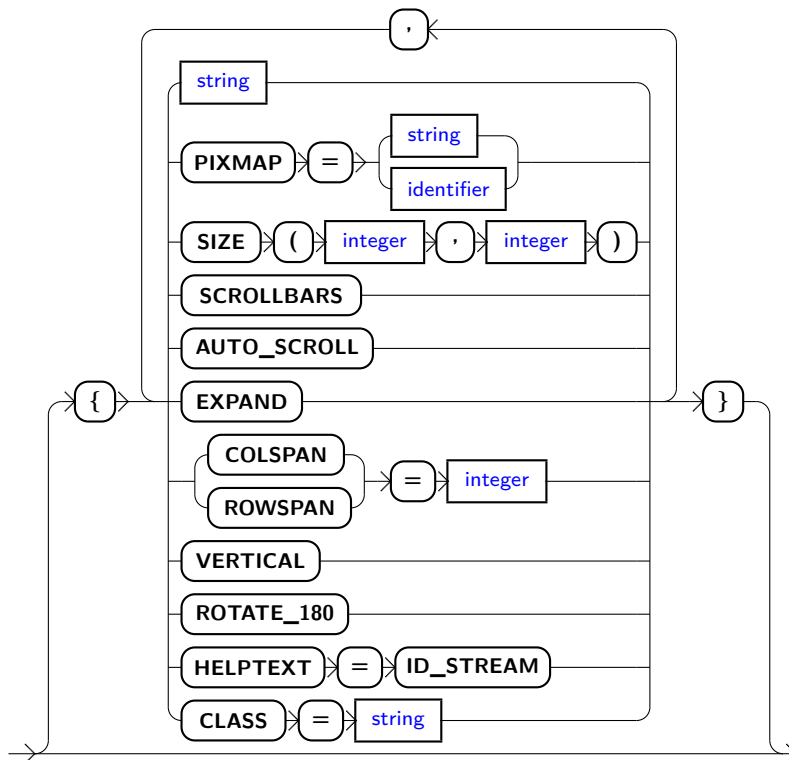 ,
string
PIXMAP = string
identifier
SIZE ( integer , integer )
SCROLLBARS
AUTO_SCROLL
{ EXPAND }
COLSPAN
ROWSPAN = integer
VERTICAL
ROTATE_180
HELPTEXT = ID_STREAM
CLASS = string